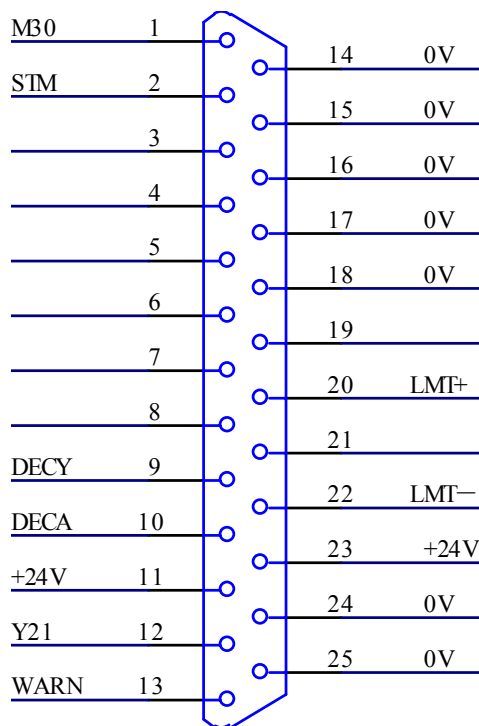 M30 1
14 0V
STM 2
15 0V
3
16 0V
4
17 0V
5
18 0V
6
19
7
20 LMT+
8
21
DECY 9
22 LMT—
DECA 10
23 +24V
+24V 11
24 0V
Y21 12
25 0V
WARN 13